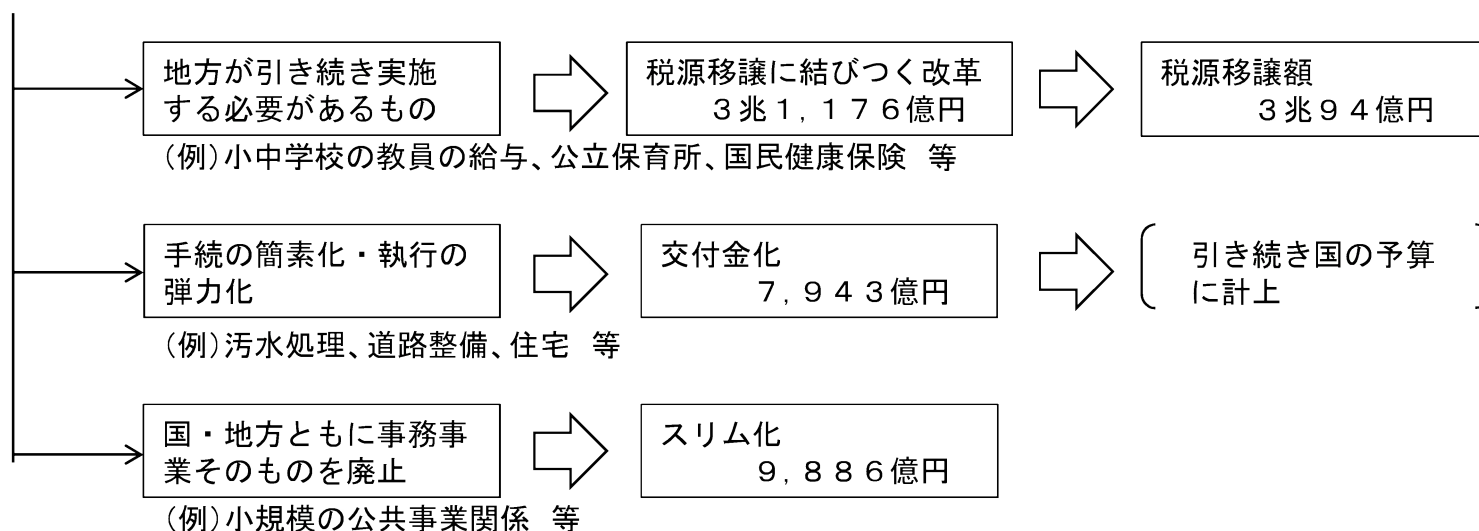 地方が引き続き実施
する必要があるもの
税源移譲に結びつく改革
３兆１，１７６億円
税源移譲額
３兆９４億円
（例）小中学校の教員の給与、公立保育所、国民健康保険　等
手続の簡素化・執行の
弾力化
交付金化
７，９４３億円
引き続き国の予算
に計上
（例）汚水処理、道路整備、住宅　等
国・地方ともに事務事
業そのものを廃止
スリム化
９，８８６億円
（例）小規模の公共事業関係　等